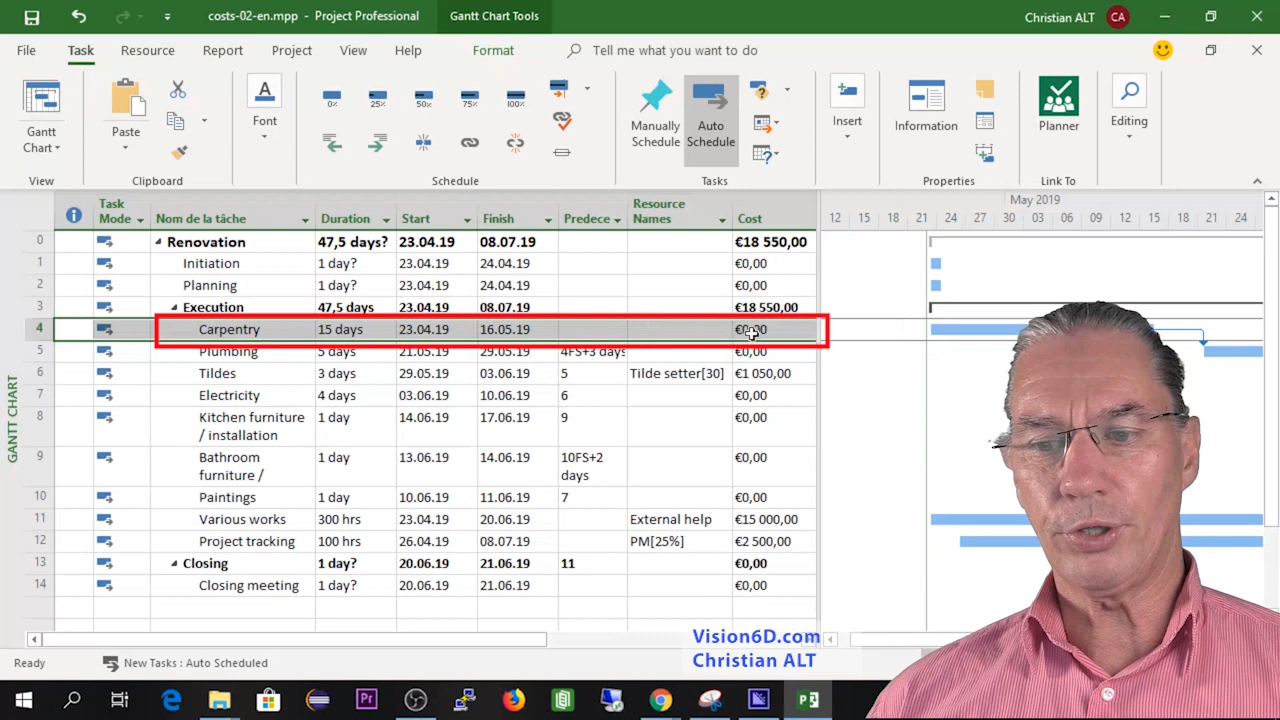 costs-02-en.mpp - Project Professional
Gantt Chart Tools
Christian ALT
CA
File Task Resource Report Project View Help Format Tell me what you want to do
Gantt Chart
Paste
Font
0% 25% 50% 75% 100%
Manually Schedule
Auto Schedule
Insert
Information
Planner
Editing
View Clipboard Schedule Tasks Properties Link To
May 2019
Task Mode Nom de la tâche Duration Start Finish Predece Resource Names Cost
12 15 18 21 24 27 30 03 06 09 12 15 18 21 24
0 Renovation 47,5 days? 23.04.19 08.07.19 €18 550,00
1 Initiation 1 day? 23.04.19 24.04.19 €0,00
2 Planning 1 day? 23.04.19 24.04.19 €0,00
3 Execution 47,5 days 23.04.19 08.07.19 €18 550,00
4 Carpentry 15 days 23.04.19 16.05.19 €0,00
5 Plumbing 5 days 21.05.19 29.05.19 4FS+3 days €0,00
6 Tildes 3 days 29.05.19 03.06.19 5 Tilde setter[30] €1 050,00
7 Electricity 4 days 03.06.19 10.06.19 6 €0,00
8 Kitchen furniture / installation 1 day 14.06.19 17.06.19 9 €0,00
9 Bathroom furniture / 1 day 13.06.19 14.06.19 10FS+2 days €0,00
10 Paintings 1 day 10.06.19 11.06.19 7 €0,00
11 Various works 300 hrs 23.04.19 20.06.19 External help €15 000,00
12 Project tracking 100 hrs 26.04.19 08.07.19 PM[25%] €2 500,00
13 Closing 1 day? 20.06.19 21.06.19 11 €0,00
14 Closing meeting 1 day? 20.06.19 21.06.19 €0,00
GANTT CHART
Vision6D.com
Christian ALT
Ready New Tasks : Auto Scheduled
Pr